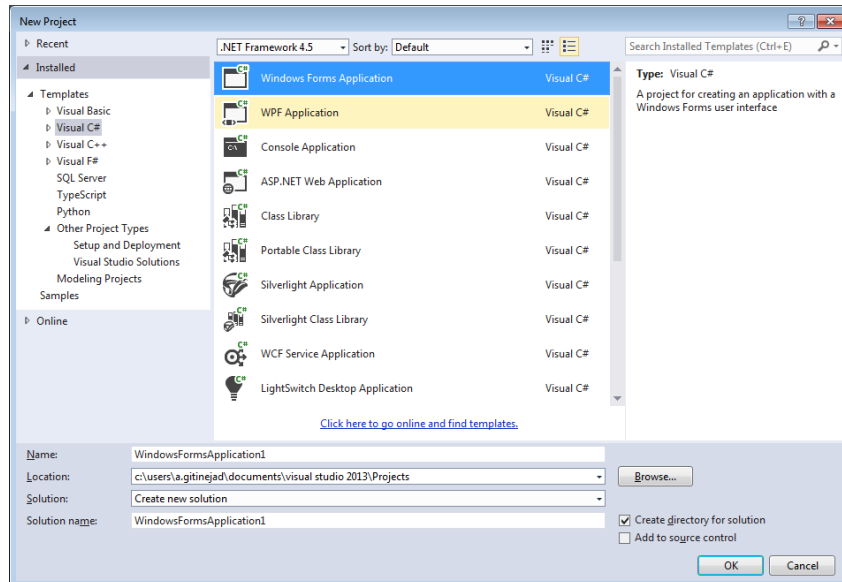 New Project
Recent
.NET Framework 4.5
Sort by: Default
Search Installed Templates (Ctrl+E)
Installed
Templates
Visual Basic
Visual C#
Visual C++
Visual F#
SQL Server
TypeScript
Python
Other Project Types
Setup and Deployment
Visual Studio Solutions
Modeling Projects
Samples
Online
C# Windows Forms Application Visual C#
C# WPF Application Visual C#
C# C:\ Console Application Visual C#
C# ASP.NET Web Application Visual C#
C# Class Library Visual C#
C# Portable Class Library Visual C#
C# Silverlight Application Visual C#
C# Silverlight Class Library Visual C#
C# WCF Service Application Visual C#
C# LightSwitch Desktop Application Visual C#
Click here to go online and find templates.
Type: Visual C#
A project for creating an application with a
Windows Forms user interface
Name: WindowsFormsApplication1
Location: c:\users\a.gitinejad\documents\visual studio 2013\Projects
Browse...
Solution: Create new solution
Solution name: WindowsFormsApplication1
Create directory for solution
Add to source control
OK Cancel